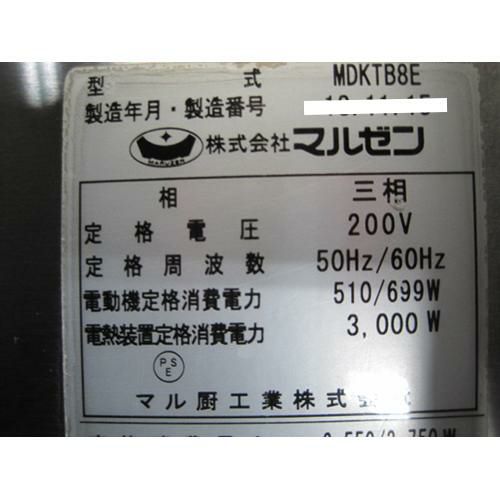 型 式 MDKTB8E
製造年月・製造番号
株式会社 マルゼン
相 三相
定格電圧 200V
定格周波数 50Hz/60Hz
電動機定格消費電力 510/699W
電熱装置定格消費電力 3,000W
PSE
マル厨工業株式会社